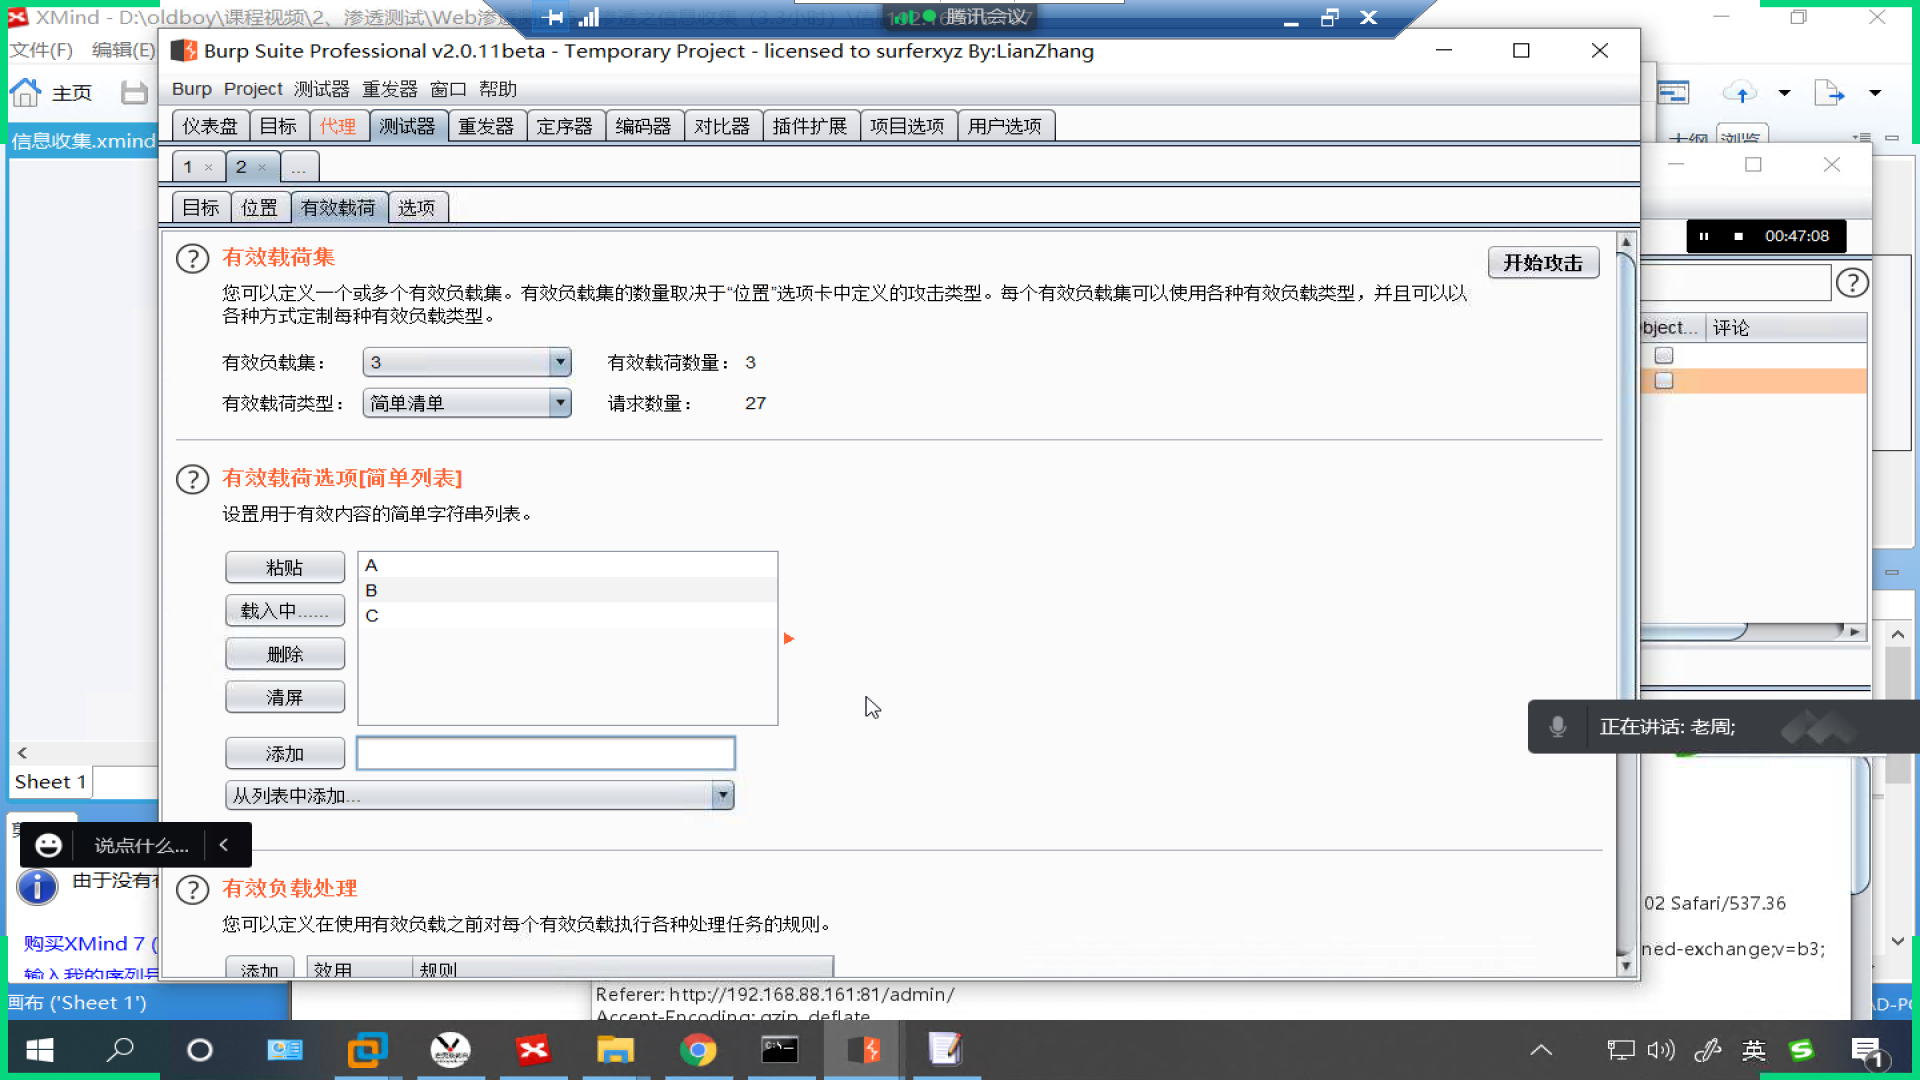 XMind - D:\oldboy\课程视频\2、渗透测试\Web渗透
腾讯会议
文件(F) 编辑(E)
Burp Suite Professional v2.0.11beta - Temporary Project - licensed to surferxyz By:LianZhang
主页
Burp Project 测试器 重发器 窗口 帮助
仪表盘 目标 代理 测试器 重发器 定序器 编码器 对比器 插件扩展 项目选项 用户选项
信息收集.xmind
1 × 2 × ...
目标 位置 有效载荷 选项
00:47:08
有效载荷集
开始攻击
您可以定义一个或多个有效负载集。有效负载集的数量取决于“位置”选项卡中定义的攻击类型。每个有效负载集可以使用各种有效负载类型，并且可以以
各种方式定制每种有效负载类型。
bject... 评论
有效负载集： 3 有效载荷数量： 3
有效载荷类型： 简单清单 请求数量： 27
有效载荷选项[简单列表]
设置用于有效内容的简单字符串列表。
粘贴
载入中......
删除
清屏
A
B
C
添加
从列表中添加...
正在讲话: 老周;
Sheet 1
说点什么...
由于没有
有效负载处理
您可以定义在使用有效负载之前对每个有效负载执行各种处理任务的规则。
02 Safari/537.36
购买XMind 7 (
ned-exchange;v=b3;
输入我的序列号
添加 效用 规则
画布 ('Sheet 1')
Referer: http://192.168.88.161:81/admin/
Accept-Encoding: gzip, deflate
AD-PC
英
1